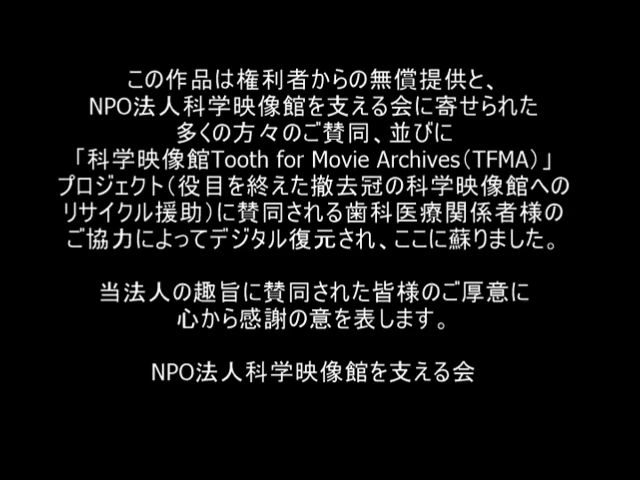 この作品は権利者からの無償提供と、
NPO法人科学映像館を支える会に寄せられた
多くの方々のご賛同、並びに
「科学映像館Tooth for Movie Archives（TFMA）」
プロジェクト（役目を終えた撤去冠の科学映像館への
リサイクル援助）に賛同される歯科医療関係者様の
ご協力によってデジタル復元され、ここに蘇りました。
当法人の趣旨に賛同された皆様のご厚意に
心から感謝の意を表します。
NPO法人科学映像館を支える会